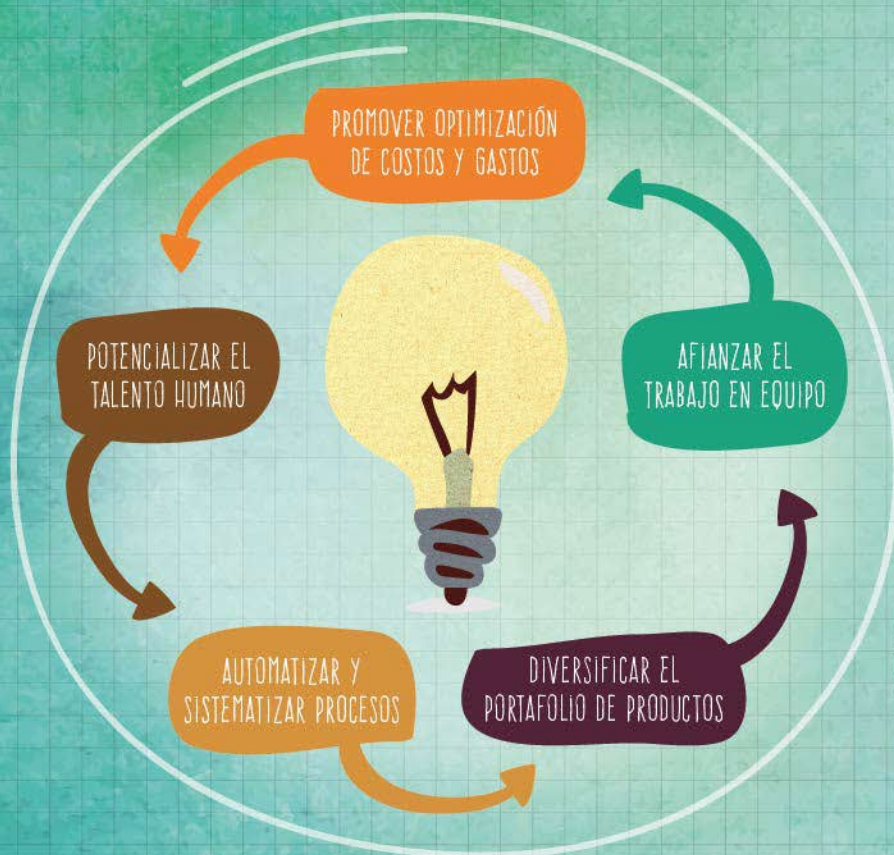 PROMOVER OPTIMIZACIÓN
DE COSTOS Y GASTOS
POTENCIALIZAR EL
TALENTO HUMANO
AFIANZAR EL
TRABAJO EN EQUIPO
AUTOMATIZAR Y
SISTEMATIZAR PROCESOS
DIVERSIFICAR EL
PORTAFOLIO DE PRODUCTOS